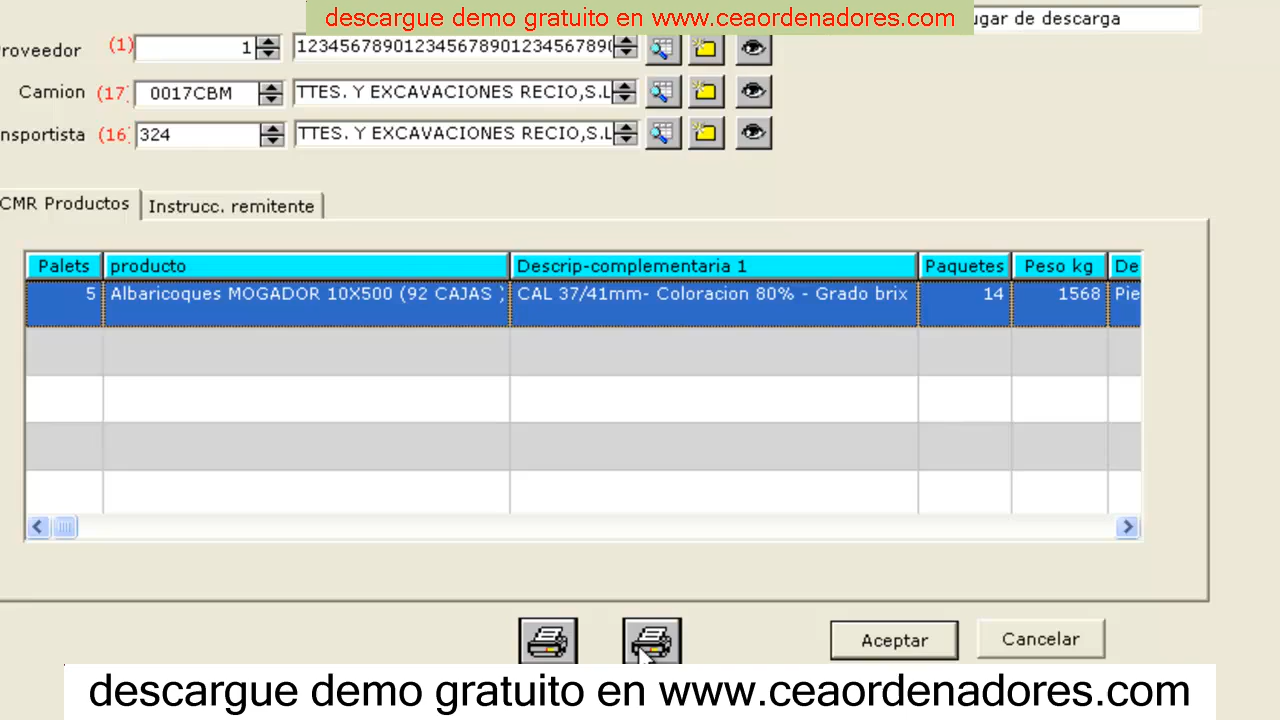 descargue demo gratuito en www.ceaordenadores.com
ugar de descarga
roveedor (1) 1 123456789012345678901234567890
Camion (17) 0017CBM TTES. Y EXCAVACIONES RECIO,S.L
nsportista (16) 324 TTES. Y EXCAVACIONES RECIO,S.L
CMR Productos Instrucc. remitente
Palets producto Descrip-complementaria 1 Paquetes Peso kg De
5 Albaricoques MOGADOR 10X500 (92 CAJAS ) CAL 37/41mm- Coloracion 80% - Grado brix 14 1568 Pie
Aceptar Cancelar
descargue demo gratuito en www.ceaordenadores.com